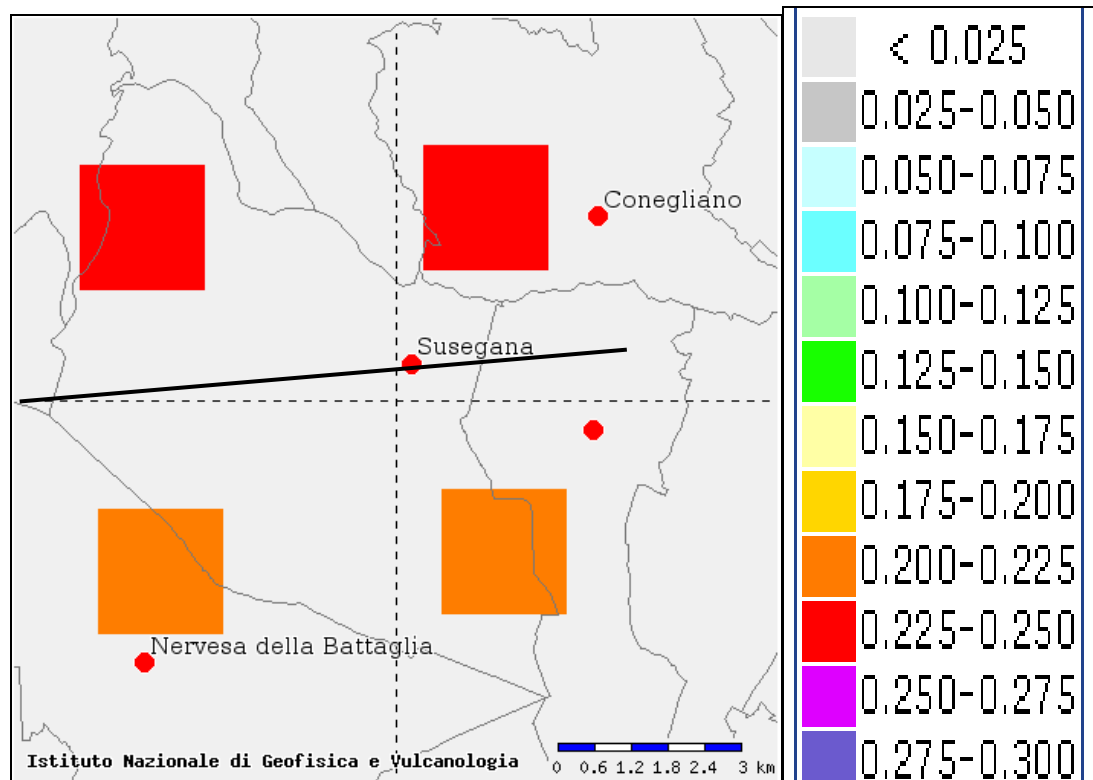 Conegliano
Susegana
Nervesa della Battaglia
Istituto Nazionale di Geofisica e Vulcanologia
0 0.6 1.2 1.8 2.4 3 km
< 0.025
0.025-0.050
0.050-0.075
0.075-0.100
0.100-0.125
0.125-0.150
0.150-0.175
0.175-0.200
0.200-0.225
0.225-0.250
0.250-0.275
0.275-0.300